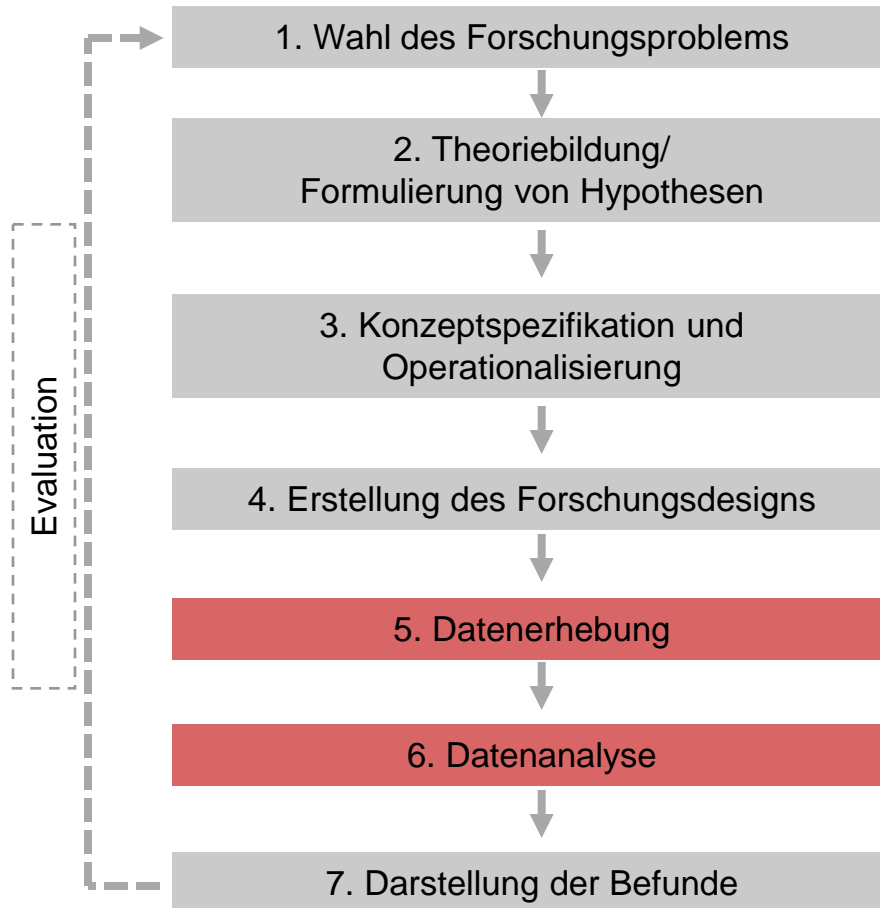 1. Wahl des Forschungsproblems
2. Theoriebildung/
Formulierung von Hypothesen
3. Konzeptspezifikation und
Operationalisierung
4. Erstellung des Forschungsdesigns
5. Datenerhebung
6. Datenanalyse
7. Darstellung der Befunde
Evaluation